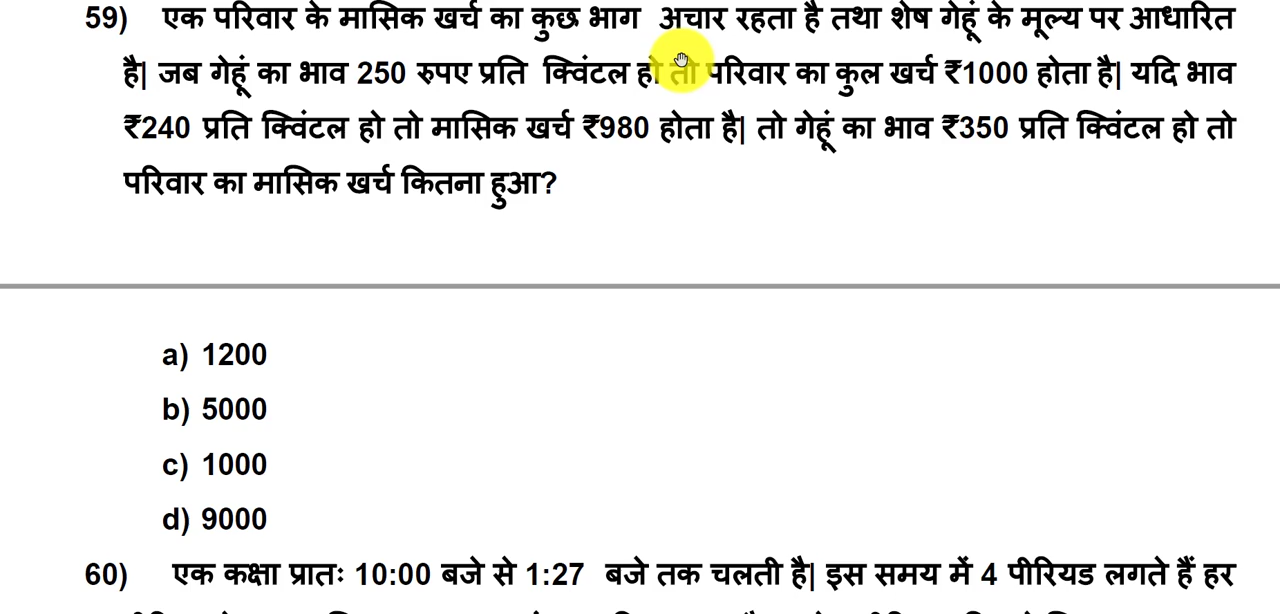 59) एक परिवार के मासिक खर्च का कुछ भाग अचार रहता है तथा शेष गेहूं के मूल्य पर आधारित
है| जब गेहूं का भाव 250 रुपए प्रति क्विंटल हो तो परिवार का कुल खर्च ₹1000 होता है| यदि भाव
₹240 प्रति क्विंटल हो तो मासिक खर्च ₹980 होता है| तो गेहूं का भाव ₹350 प्रति क्विंटल हो तो
परिवार का मासिक खर्च कितना हुआ?
a) 1200
b) 5000
c) 1000
d) 9000
60) एक कक्षा प्रातः 10:00 बजे से 1:27 बजे तक चलती है| इस समय में 4 पीरियड लगते हैं हर